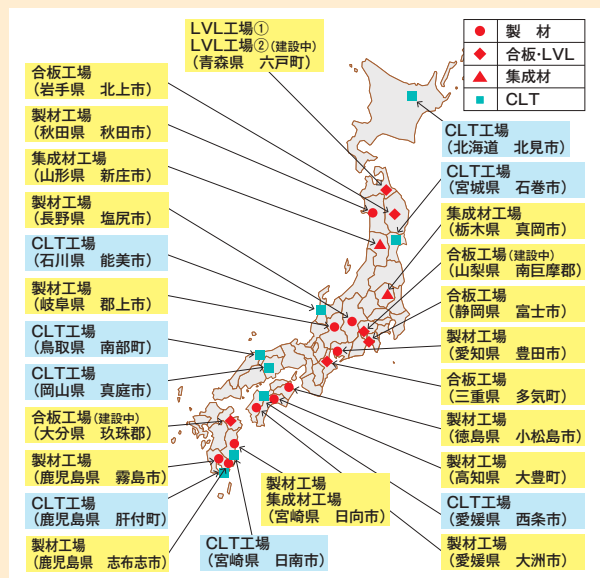 LVL工場①
LVL工場②(建設中)
(青森県 六戸町)
製 材
合板・LVL
集成材
CLT
合板工場
(岩手県 北上市)
製材工場
(秋田県 秋田市)
集成材工場
(山形県 新庄市)
製材工場
(長野県 塩尻市)
CLT工場
(石川県 能美市)
製材工場
(岐阜県 郡上市)
CLT工場
(鳥取県 南部町)
CLT工場
(岡山県 真庭市)
合板工場(建設中)
(大分県 玖珠郡)
製材工場
(鹿児島県 霧島市)
CLT工場
(鹿児島県 肝付町)
製材工場
(鹿児島県 志布志市)
CLT工場
(宮崎県 日南市)
製材工場
集成材工場
(宮崎県 日向市)
CLT工場
(北海道 北見市)
CLT工場
(宮城県 石巻市)
集成材工場
(栃木県 真岡市)
合板工場(建設中)
(山梨県 南巨摩郡)
合板工場
(静岡県 富士市)
製材工場
(愛知県 豊田市)
合板工場
(三重県 多気町)
製材工場
(徳島県 小松島市)
製材工場
(高知県 大豊町)
CLT工場
(愛媛県 西条市)
製材工場
(愛媛県 大洲市)